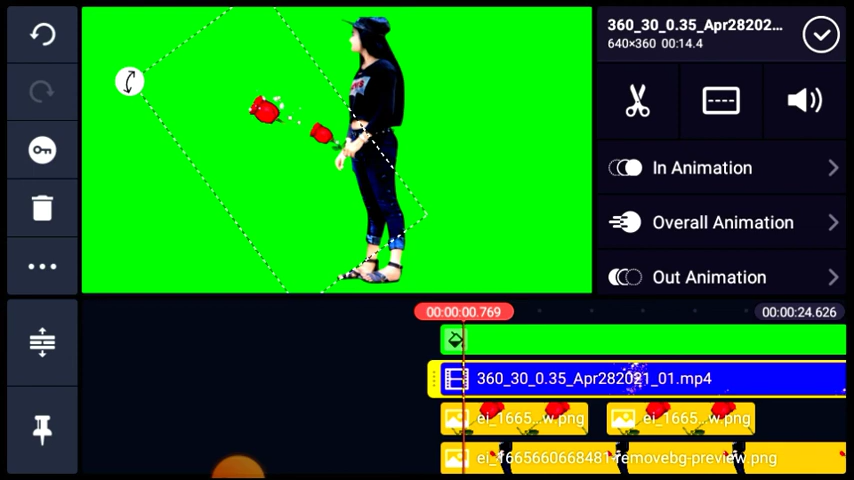 360_30_0.35_Apr28202...
640×360 00:14.4
In Animation
Overall Animation
Out Animation
00:00:00.769
00:00:24.626
360_30_0.35_Apr282021_01.mp4
ei_1665...w.png
ei_1665...w.png
ei_1665660668481-removebg-preview.png